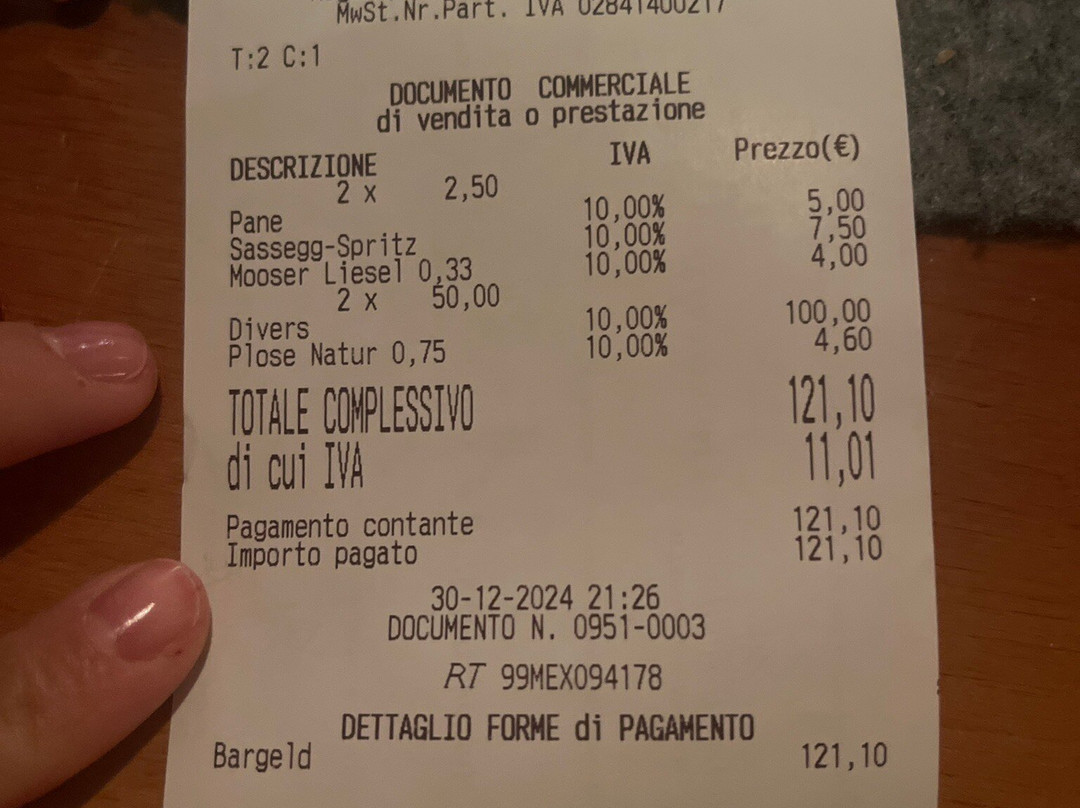 MwSt.Nr.Part. IVA 02841400217
T:2 C:1
DOCUMENTO COMMERCIALE
di vendita o prestazione
DESCRIZIONE IVA Prezzo(€)
2 x 2,50
Pane 10,00% 5,00
Sassegg-Spritz 10,00% 7,50
Mooser Liesel 0,33 10,00% 4,00
2 x 50,00
Divers 10,00% 100,00
Plose Natur 0,75 10,00% 4,60
TOTALE COMPLESSIVO 121,10
di cui IVA 11,01
Pagamento contante 121,10
Importo pagato 121,10
30-12-2024 21:26
DOCUMENTO N. 0951-0003
RT 99MEX094178
DETTAGLIO FORME di PAGAMENTO
Bargeld 121,10